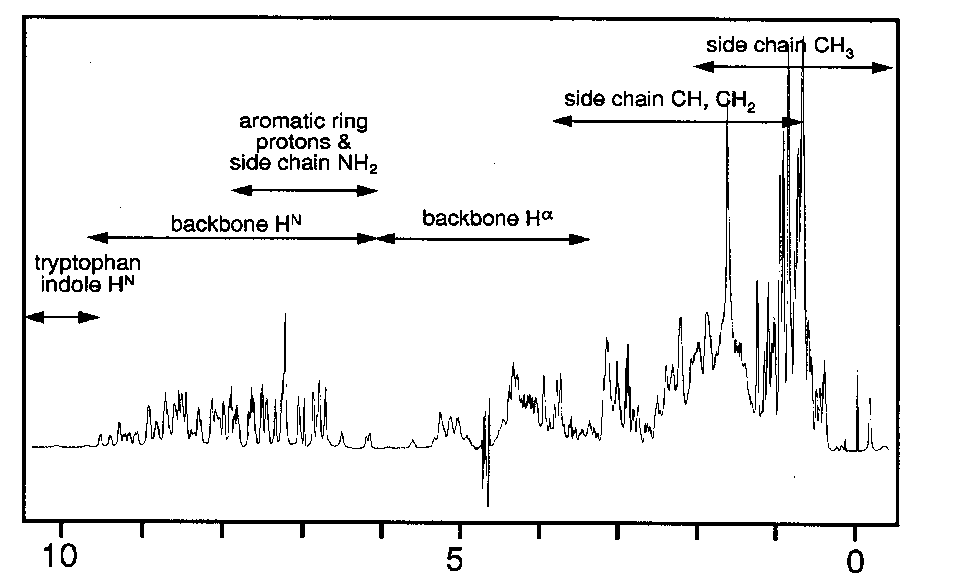 side chain CH₃
side chain CH, CH₂
aromatic ring
protons &
side chain NH₂
backbone Hᴺ
backbone Hᵅ
tryptophan
indole Hᴺ
10
5
0